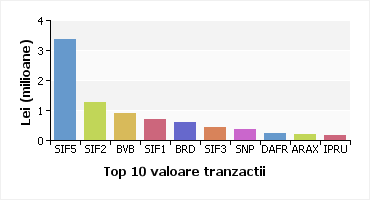 Lei (milioane)
4
3
2
1
0
SIF5 SIF2 BVB SIF1 BRD SIF3 SNP DAFR ARAX IPRU
Top 10 valoare tranzactii